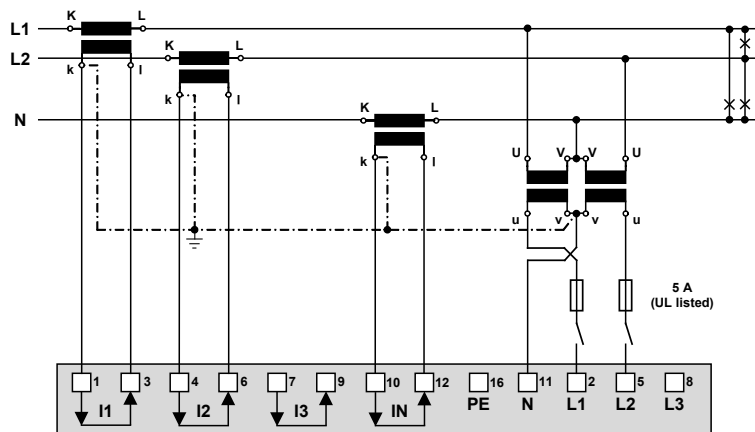 K L
L1
K L
L2
k l
k l
K L
N
k l
U V V U
u v v u
5 A
(UL listed)
1 3 4 6 7 9 10 12 16 11 2 5 8
I1 I2 I3 IN PE N L1 L2 L3